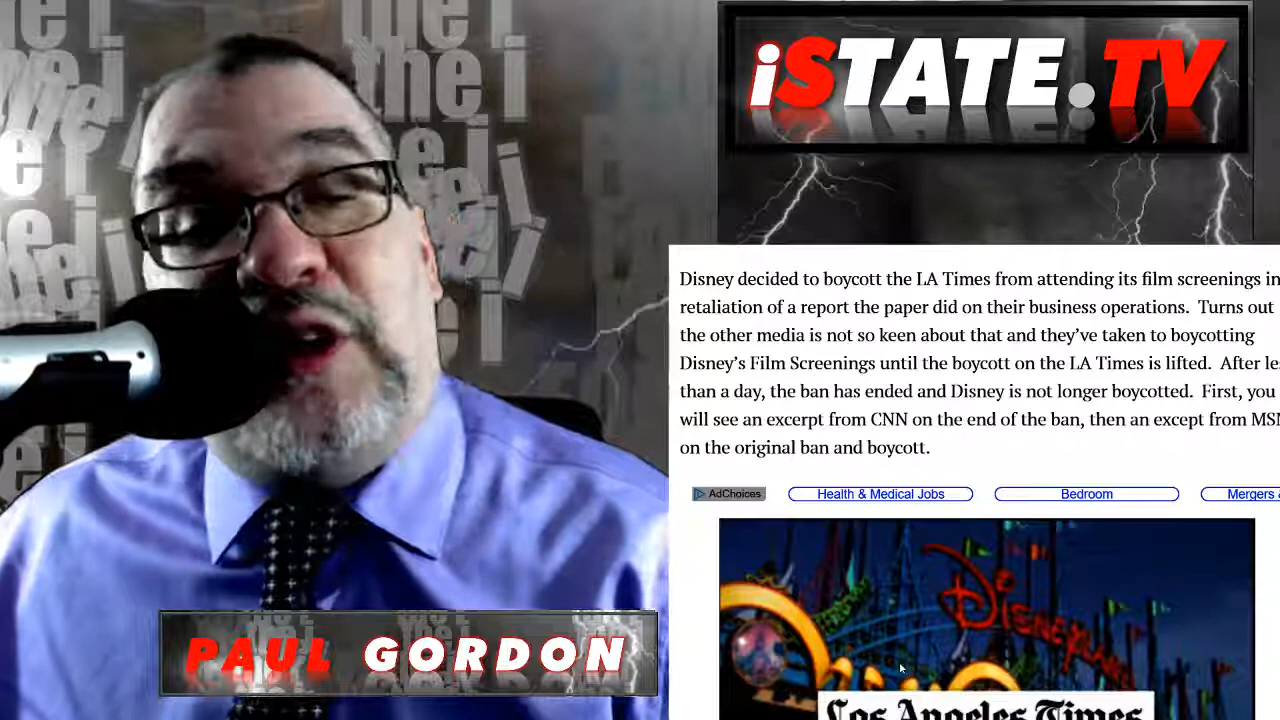 iSTATE.TV
Disney decided to boycott the LA Times from attending its film screenings in
retaliation of a report the paper did on their business operations.  Turns out
the other media is not so keen about that and they've taken to boycotting
Disney's Film Screenings until the boycott on the LA Times is lifted.  After
than a day, the ban has ended and Disney is not longer boycotted.  First, you
will see an excerpt from CNN on the end of the ban, then an except from
on the original ban and boycott.
AdChoices
Health & Medical Jobs
Bedroom
Mergers &
DISNEYLAND
Los Angeles Times
PAUL GORDON
the i
the i